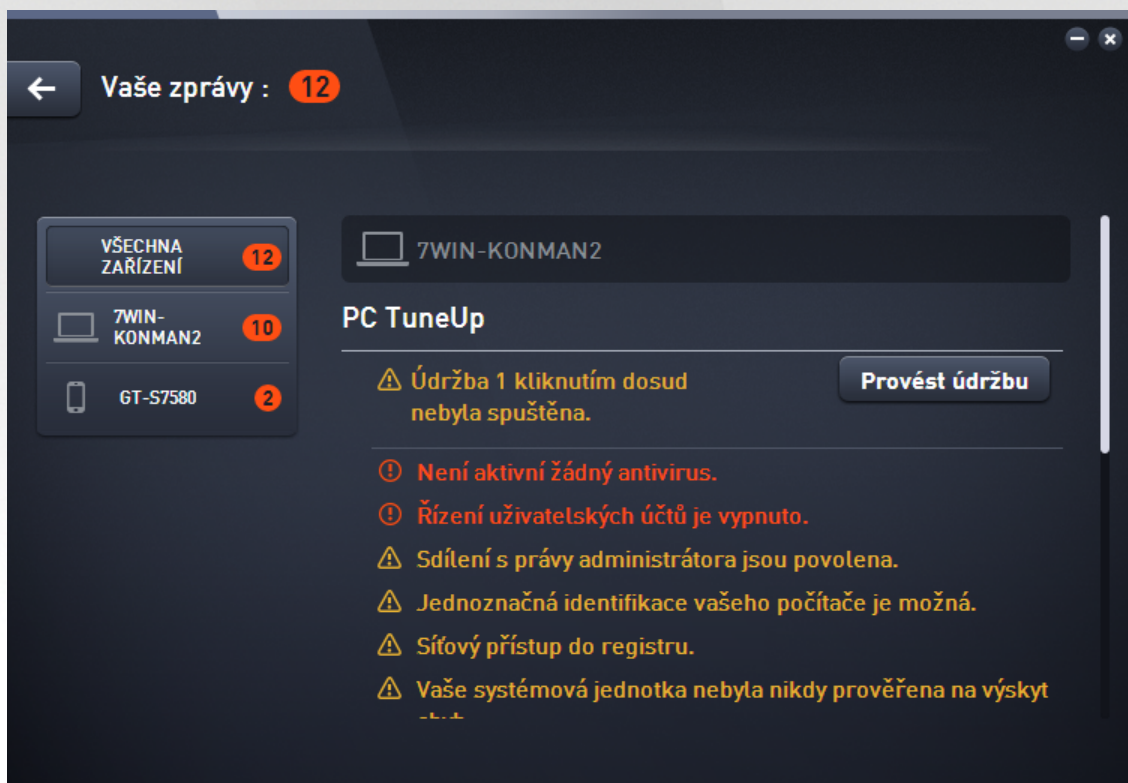 Vaše zprávy : 12
VŠECHNA
ZAŘÍZENÍ 12
7WIN-
KONMAN2 10
GT-S7580 2
7WIN-KONMAN2
PC TuneUp
Údržba 1 kliknutím dosud
nebyla spuštěna.
Provést údržbu
Není aktivní žádný antivirus.
Řízení uživatelských účtů je vypnuto.
Sdílení s právy administrátora jsou povolena.
Jednoznačná identifikace vašeho počítače je možná.
Síťový přístup do registru.
Vaše systémová jednotka nebyla nikdy prověřena na výskyt